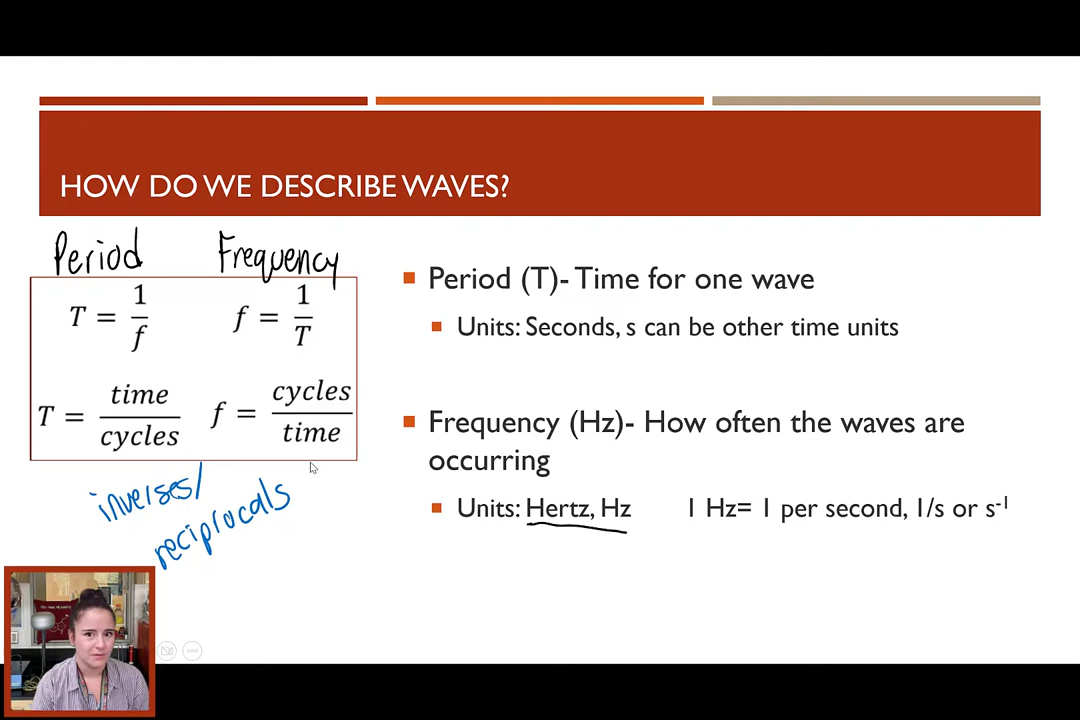 HOW DO WE DESCRIBE WAVES?
Period Frequency
T = 1/f f = 1/T
T = time/cycles f = cycles/time
inverses/
reciprocals
Period (T)- Time for one wave
Units: Seconds, s can be other time units
Frequency (Hz)- How often the waves are
occurring
Units: Hertz, Hz 1 Hz= 1 per second, 1/s or s⁻¹